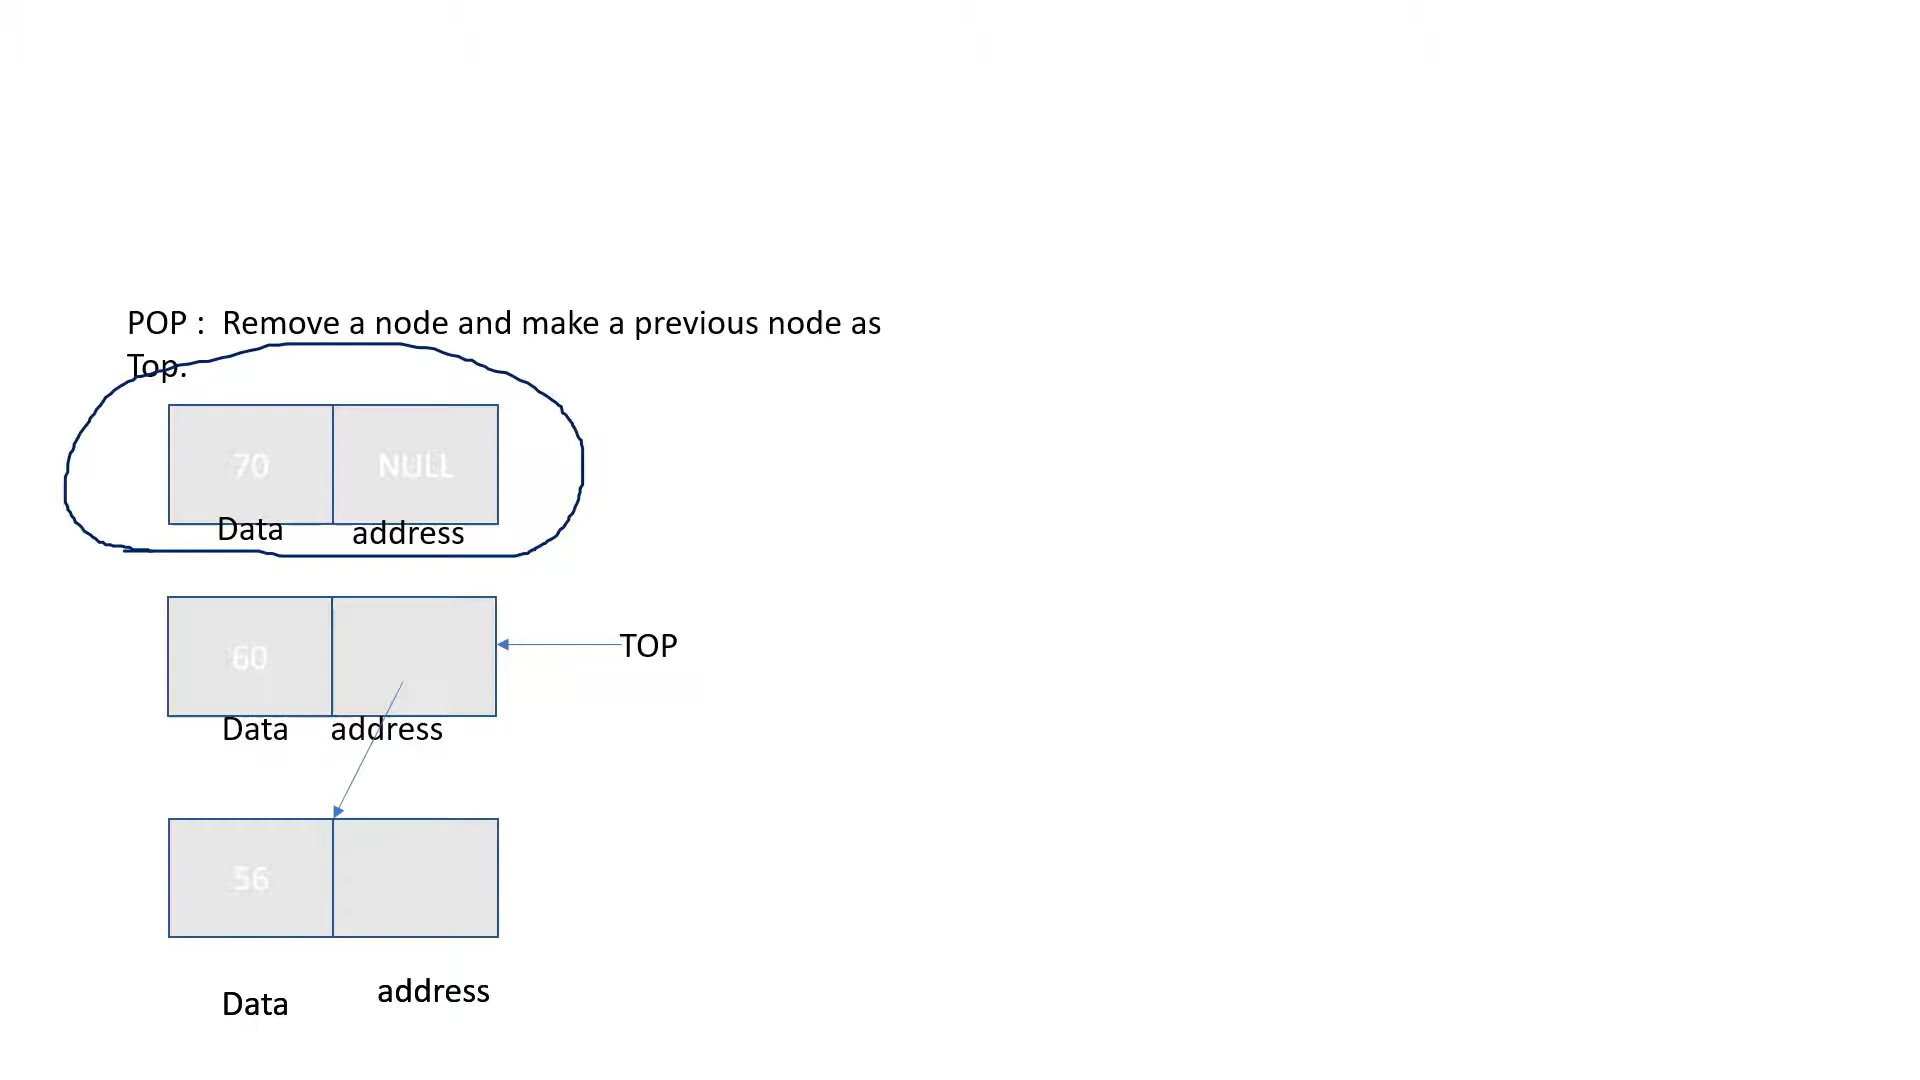 POP :  Remove a node and make a previous node as
Top.
70 NULL
Data address
60
TOP
Data address
56
Data address